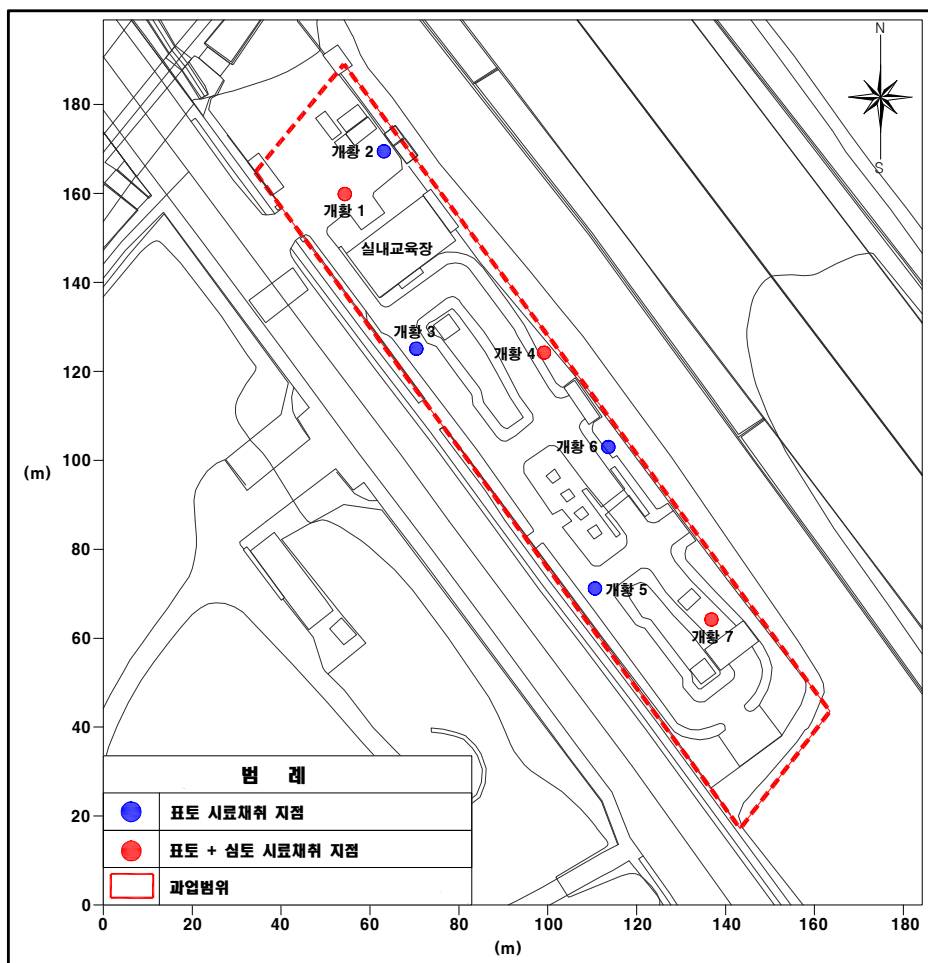 N
S
180
160
140
120
100
(m)
80
60
40
20
0
개황 2
개황 1
실내교육장
개황 3
개황 4
개황 6
개황 5
개황 7
범 례
표토 시료채취 지점
표토 + 심토 시료채취 지점
과업범위
0 20 40 60 80 100 120 140 160 180
(m)